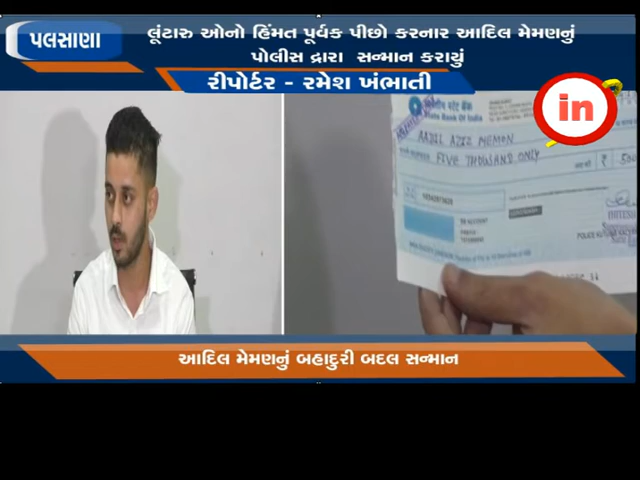 પલસાણા
લૂંટારુ ઓનો હિંમત પૂર્વક પીછો કરનાર આદિલ મેમણનું
પોલીસ દ્રારા સન્માન કરાયું
રીપોર્ટર - રમેશ ખંભાતી
in
भारतीय स्टेट बैंक
State Bank Of India
AADIL AZIZ MEMON
FIVE THOUSAND ONLY
₹
આદિલ મેમણનું બહાદુરી બદલ સન્માન